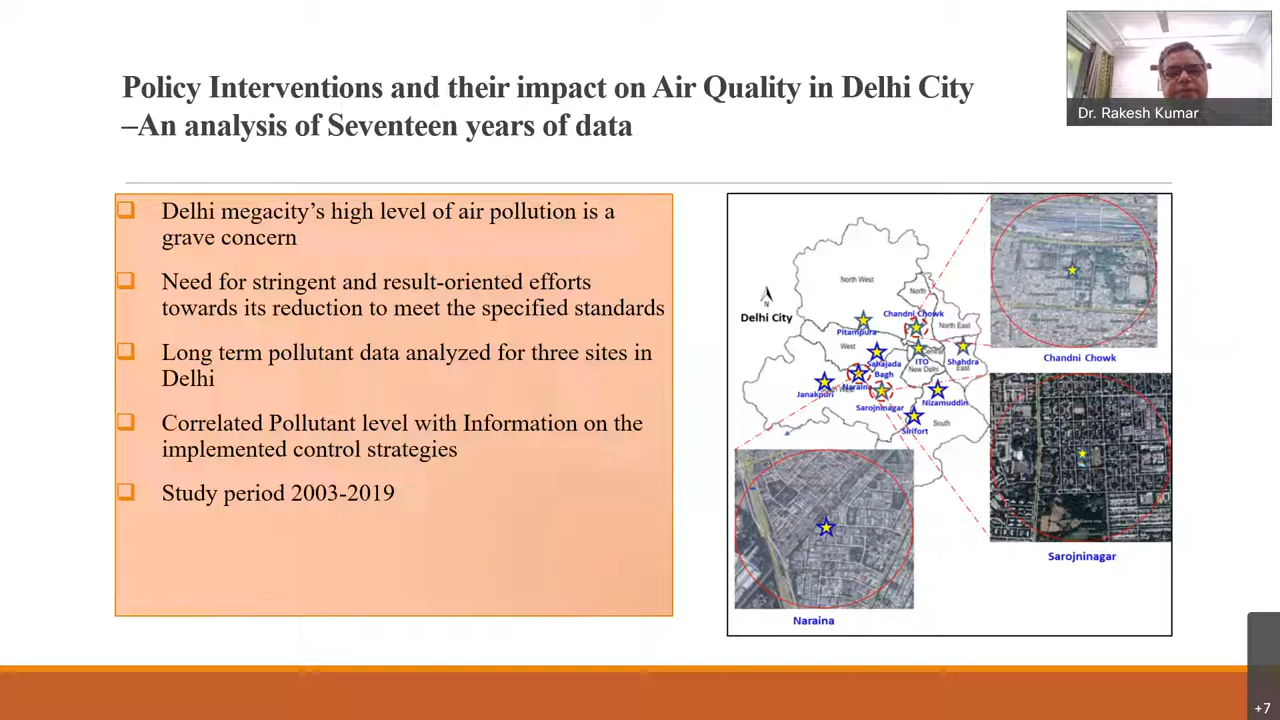 Policy Interventions and their impact on Air Quality in Delhi City
–An analysis of Seventeen years of data
Dr. Rakesh Kumar
Delhi megacity’s high level of air pollution is a
grave concern
Need for stringent and result-oriented efforts
towards its reduction to meet the specified standards
Long term pollutant data analyzed for three sites in
Delhi
Correlated Pollutant level with Information on the
implemented control strategies
Study period 2003-2019
N
Delhi City
North West
North
Chandni Chowk
North East
Pitampura
West
Central
ITO
Shahdra
East
Sahajada
Bagh
New Delhi
Naraina
Janakpuri
Sarojninagar
Nizamuddin
Sirifort
South
Chandni Chowk
Sarojninagar
Naraina
+7